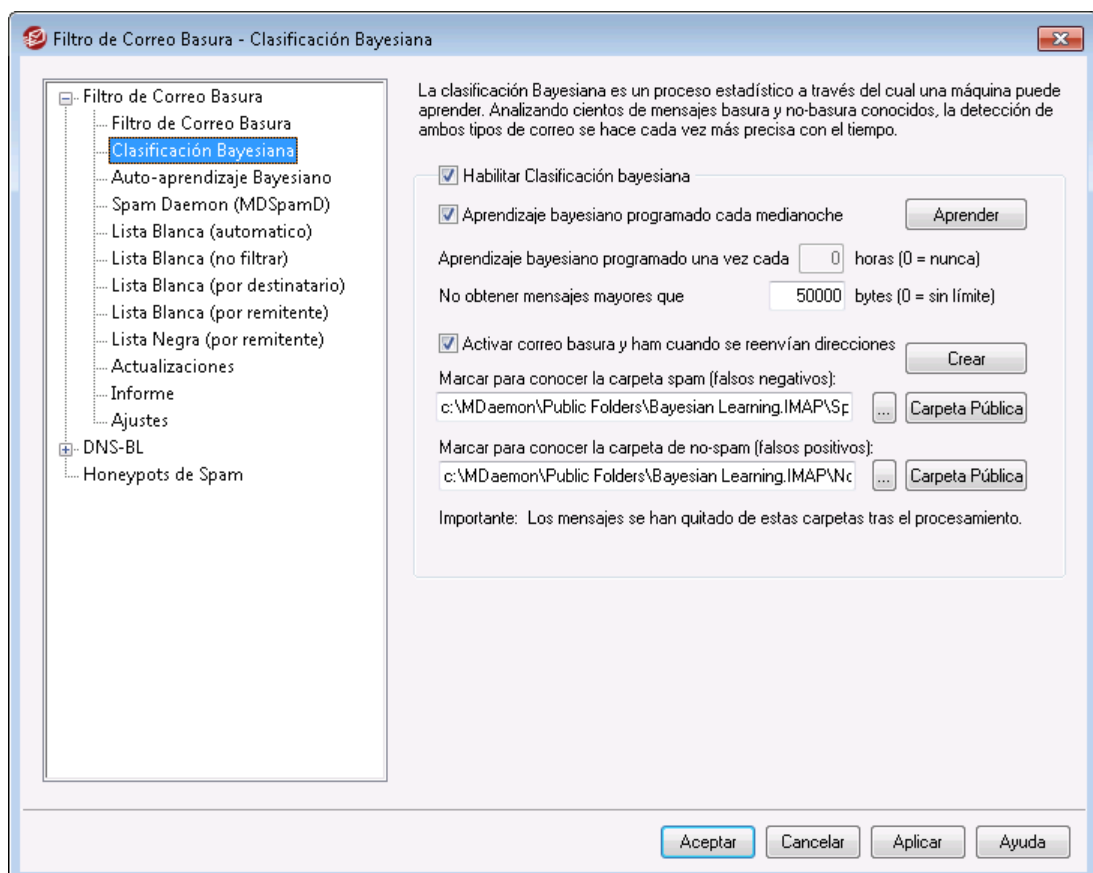 Filtro de Correo Basura - Clasificación Bayesiana
Filtro de Correo Basura
Filtro de Correo Basura
Clasificación Bayesiana
Auto-aprendizaje Bayesiano
Spam Daemon (MDSpamD)
Lista Blanca (automatico)
Lista Blanca (no filtrar)
Lista Blanca (por destinatario)
Lista Blanca (por remitente)
Lista Negra (por remitente)
Actualizaciones
Informe
Ajustes
DNS-BL
Honeypots de Spam
La clasificación Bayesiana es un proceso estadístico a través del cual una máquina puede
aprender. Analizando cientos de mensajes basura y no-basura conocidos, la detección de
ambos tipos de correo se hace cada vez más precisa con el tiempo.
Habilitar Clasificación bayesiana
Aprendizaje bayesiano programado cada medianoche Aprender
Aprendizaje bayesiano programado una vez cada 0 horas (0 = nunca)
No obtener mensajes mayores que 50000 bytes (0 = sin límite)
Activar correo basura y ham cuando se reenvían direcciones Crear
Marcar para conocer la carpeta spam (falsos negativos):
c:\MDaemon\Public Folders\Bayesian Learning.IMAP\Sp ... Carpeta Pública
Marcar para conocer la carpeta de no-spam (falsos positivos):
c:\MDaemon\Public Folders\Bayesian Learning.IMAP\Nc ... Carpeta Pública
Importante: Los mensajes se han quitado de estas carpetas tras el procesamiento.
Aceptar Cancelar Aplicar Ayuda